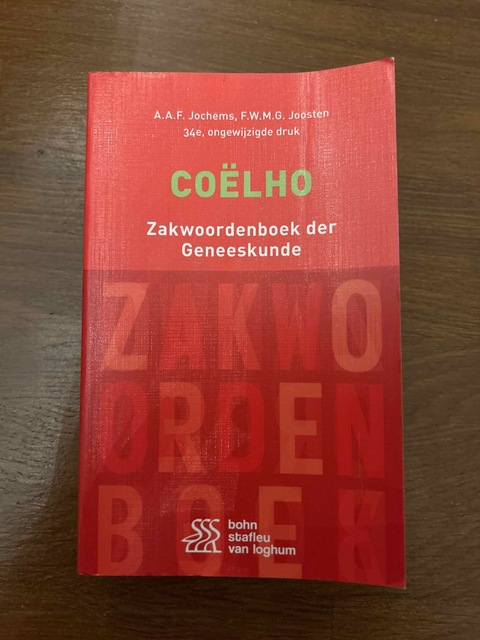 A.A.F. Jochems, F.W.M.G. Joosten
34e, ongewijzigde druk
COËLHO
Zakwoordenboek der
Geneeskunde
ZAKWO
ORDEN
BOEK
bohn
stafleu
van loghum